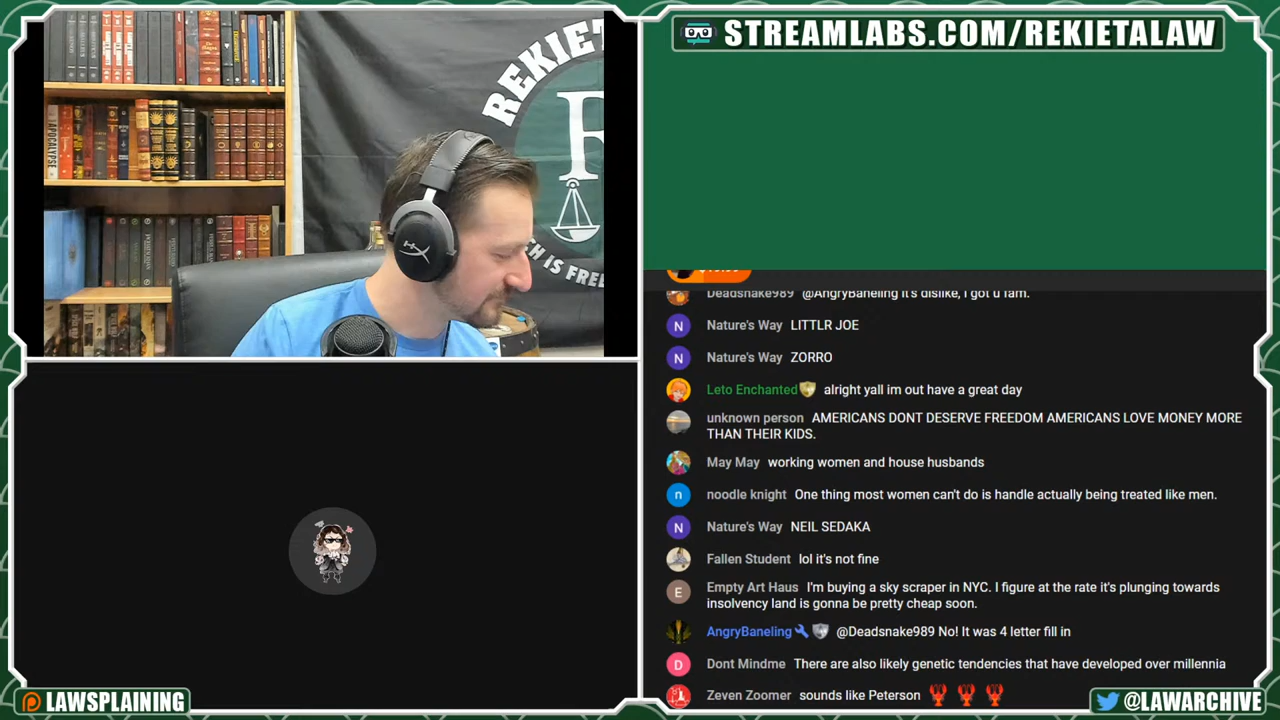 STREAMLABS.COM/REKIETALAW
REKIET
R
H IS FREE
APOCALYPSE
Deadsnake989 @AngryBaneling it's dislike, I got u fam.
Nature's Way LITTLR JOE
Nature's Way ZORRO
Leto Enchanted alright yall im out have a great day
unknown person AMERICANS DONT DESERVE FREEDOM AMERICANS LOVE MONEY MORE
THAN THEIR KIDS.
May May working women and house husbands
noodle knight One thing most women can't do is handle actually being treated like men.
Nature's Way NEIL SEDAKA
Fallen Student lol it's not fine
Empty Art Haus I'm buying a sky scraper in NYC. I figure at the rate it's plunging towards
insolvency land is gonna be pretty cheap soon.
AngryBaneling @Deadsnake989 No! It was 4 letter fill in
Dont Mindme There are also likely genetic tendencies that have developed over millennia
Zeven Zoomer sounds like Peterson
LAWSPLAINING
@LAWARCHIVE